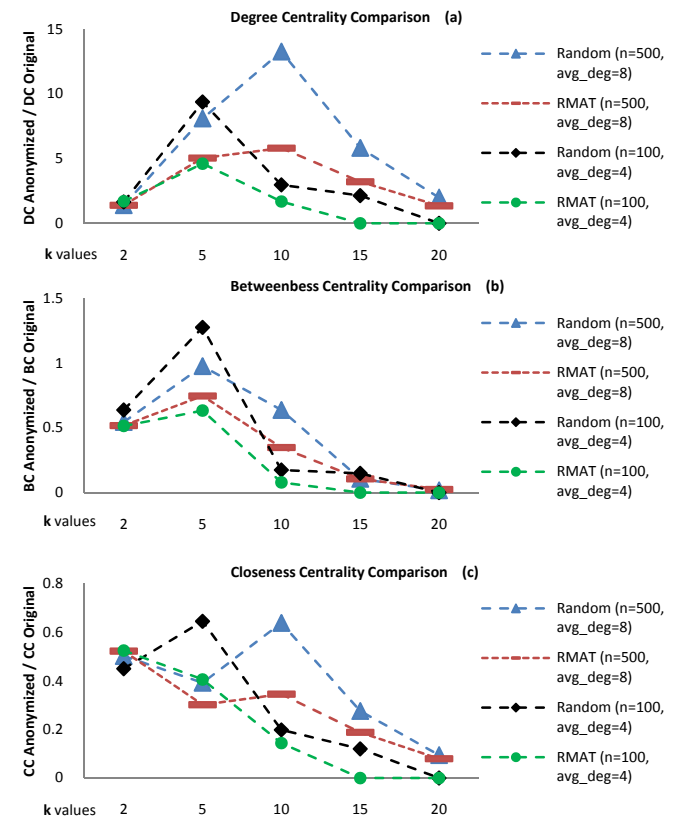 Degree Centrality Comparison (a)
DC Anonymized / DC Original
15
10
5
0
k values 2 5 10 15 20
Random (n=500,
avg_deg=8)
RMAT (n=500,
avg_deg=8)
Random (n=100,
avg_deg=4)
RMAT (n=100,
avg_deg=4)
Betweenbess Centrality Comparison (b)
BC Anonymized / BC Original
1.5
1
0.5
0
k values 2 5 10 15 20
Random (n=500,
avg_deg=8)
RMAT (n=500,
avg_deg=8)
Random (n=100,
avg_deg=4)
RMAT (n=100,
avg_deg=4)
Closeness Centrality Comparison (c)
CC Anonymized / CC Original
0.8
0.6
0.4
0.2
0
k values 2 5 10 15 20
Random (n=500,
avg_deg=8)
RMAT (n=500,
avg_deg=8)
Random (n=100,
avg_deg=4)
RMAT (n=100,
avg_deg=4)